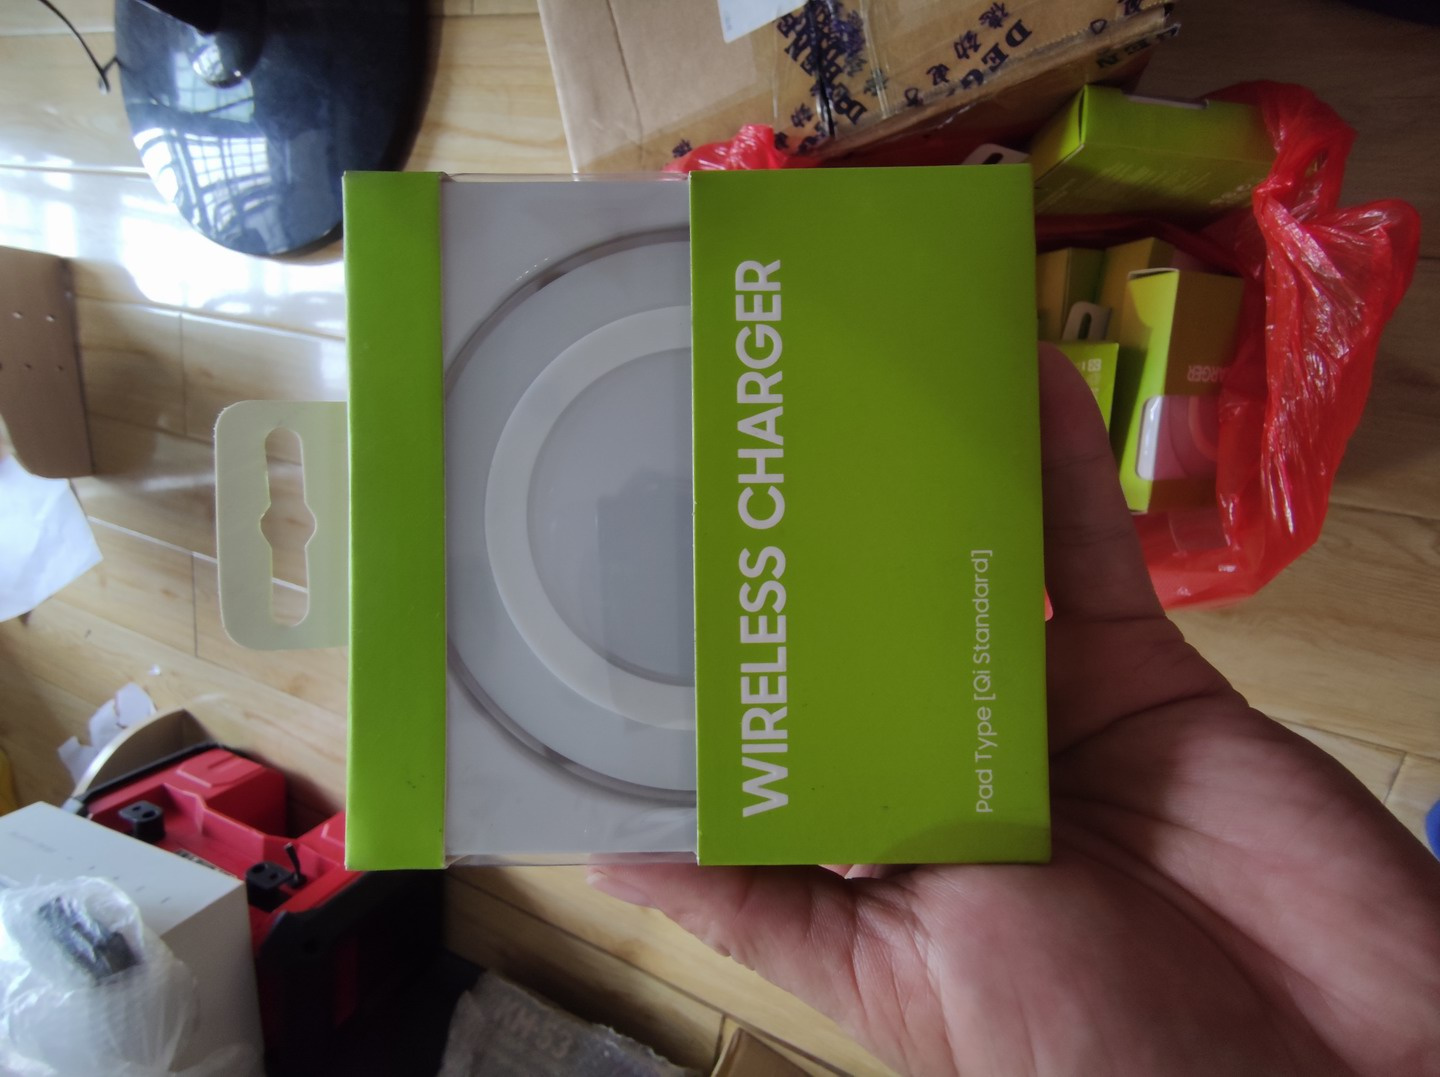 WIRELESS CHARGER
Pad Type [Qi Standard]